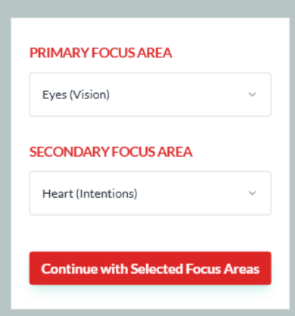 PRIMARY FOCUS AREA
Eyes (Vision)
SECONDARY FOCUS AREA
Heart (Intentions)
Continue with Selected Focus Areas